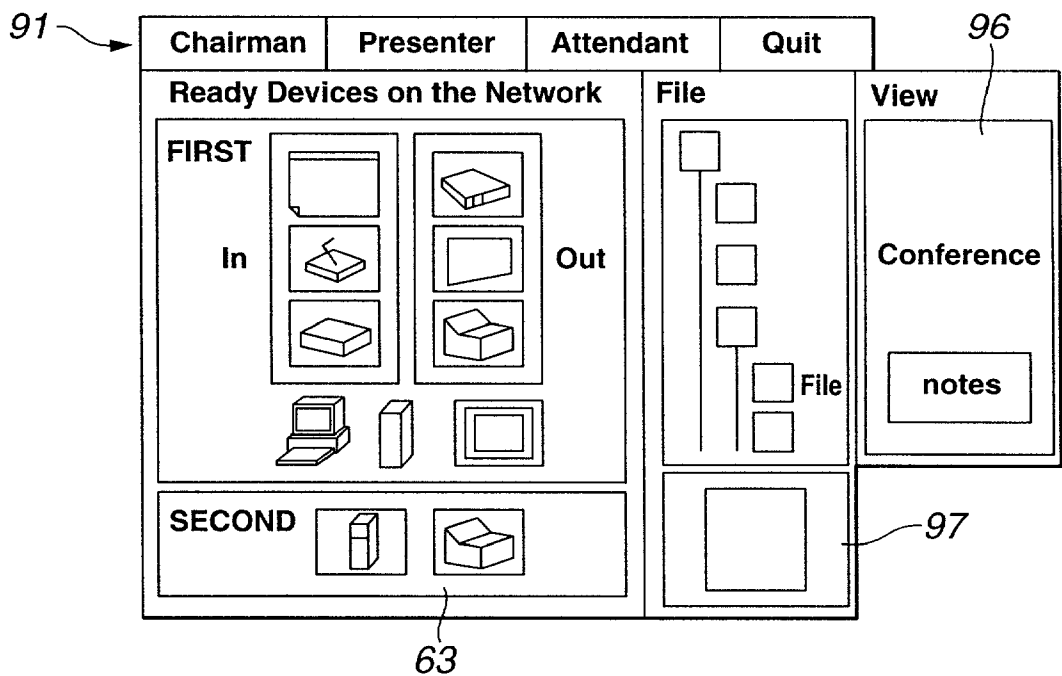 91
Chairman Presenter Attendant Quit
96
Ready Devices on the Network
File
View
FIRST
In
Out
Conference
File
notes
SECOND
97
63